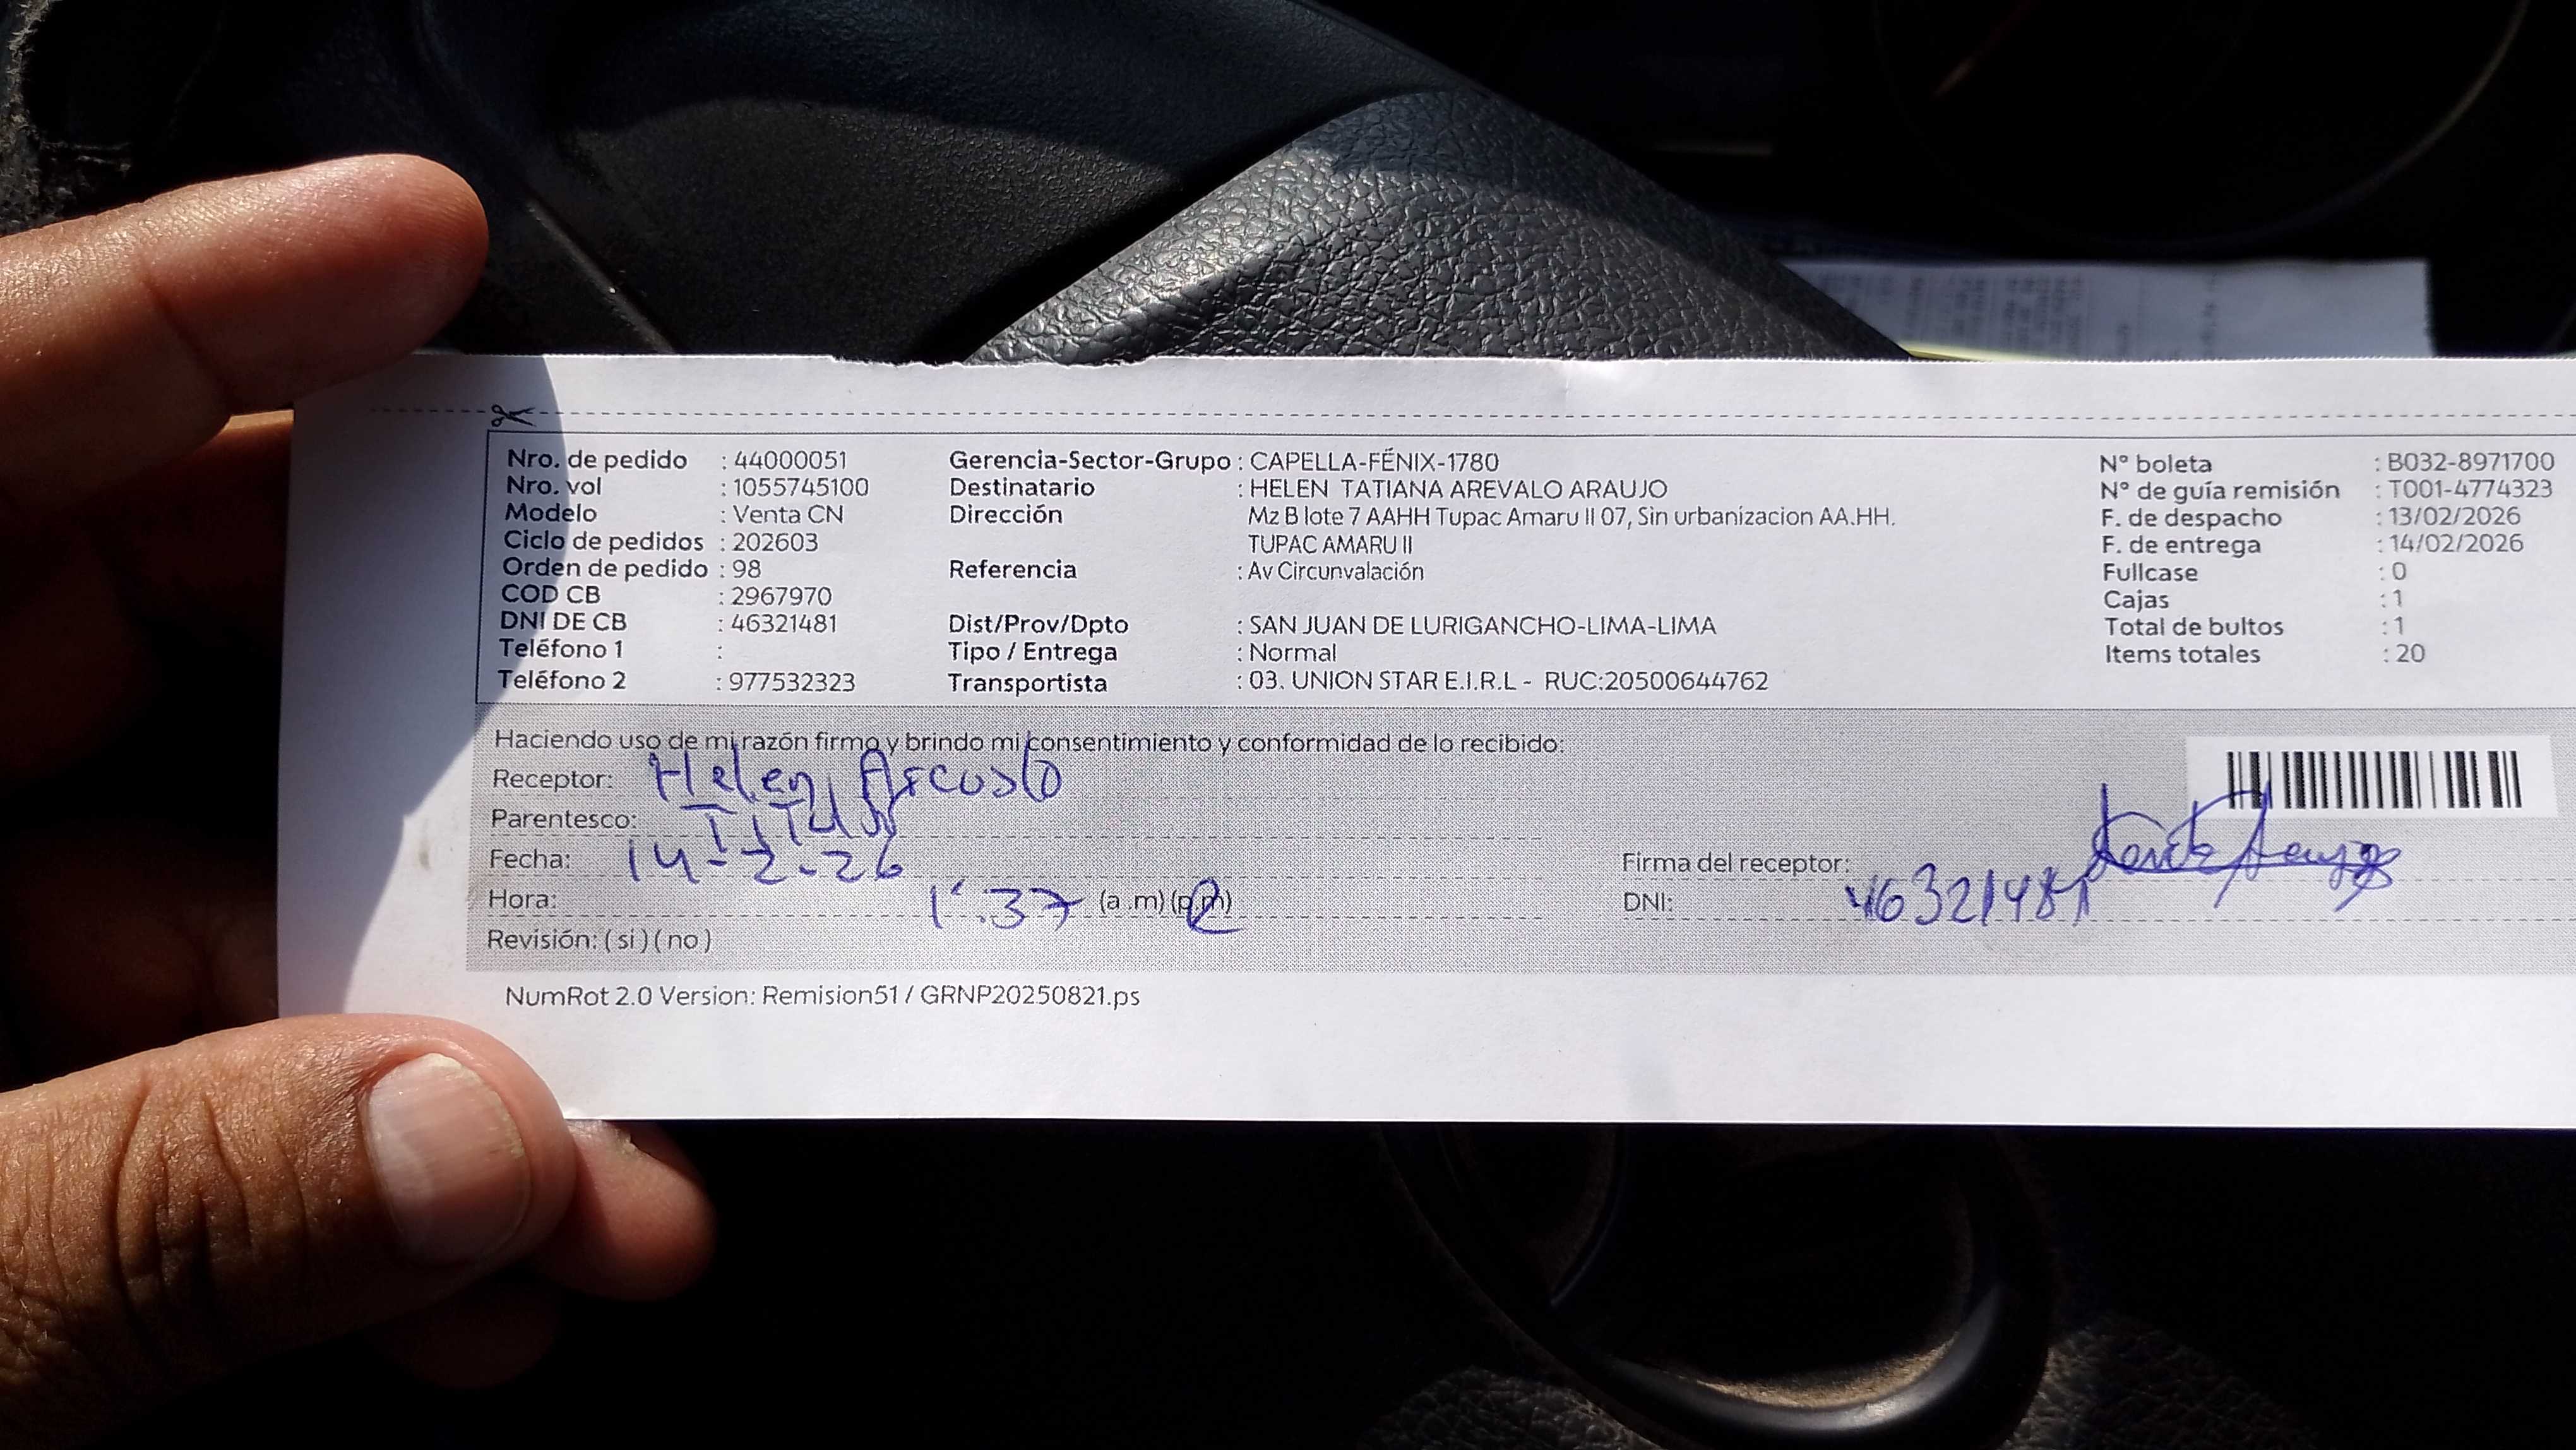 Nro. de pedido : 44000051
Nro. vol : 1055745100
Modelo : Venta CN
Ciclo de pedidos : 202603
Orden de pedido : 98
COD CB : 2967970
DNI DE CB : 46321481
Teléfono 1 :
Teléfono 2 : 977532323
Gerencia-Sector-Grupo : CAPELLA-FÉNIX-1780
Destinatario : HELEN TATIANA AREVALO ARAUJO
Dirección : Mz B lote 7 AAHH Tupac Amaru II 07, Sin urbanizacion AA.HH.
TUPAC AMARU II
Referencia : Av Circunvalación
Dist/Prov/Dpto : SAN JUAN DE LURIGANCHO-LIMA-LIMA
Tipo / Entrega : Normal
Transportista : 03. UNION STAR E.I.R.L - RUC:20500644762
N° boleta : B032-8971700
N° de guía remisión : T001-4774323
F. de despacho : 13/02/2026
F. de entrega : 14/02/2026
Fullcase : 0
Cajas : 1
Total de bultos : 1
Items totales : 20
Haciendo uso de mi razón firmo y brindo mi consentimiento y conformidad de lo recibido:
Receptor: Helen
Parentesco:
Fecha: 14-2-26
Hora: 1:37 (a.m) (p.m)
Revisión: (si) (no)
Firma del receptor:
DNI: 46321481
NumRot 2.0 Version: Remision51 / GRNP20250821.ps